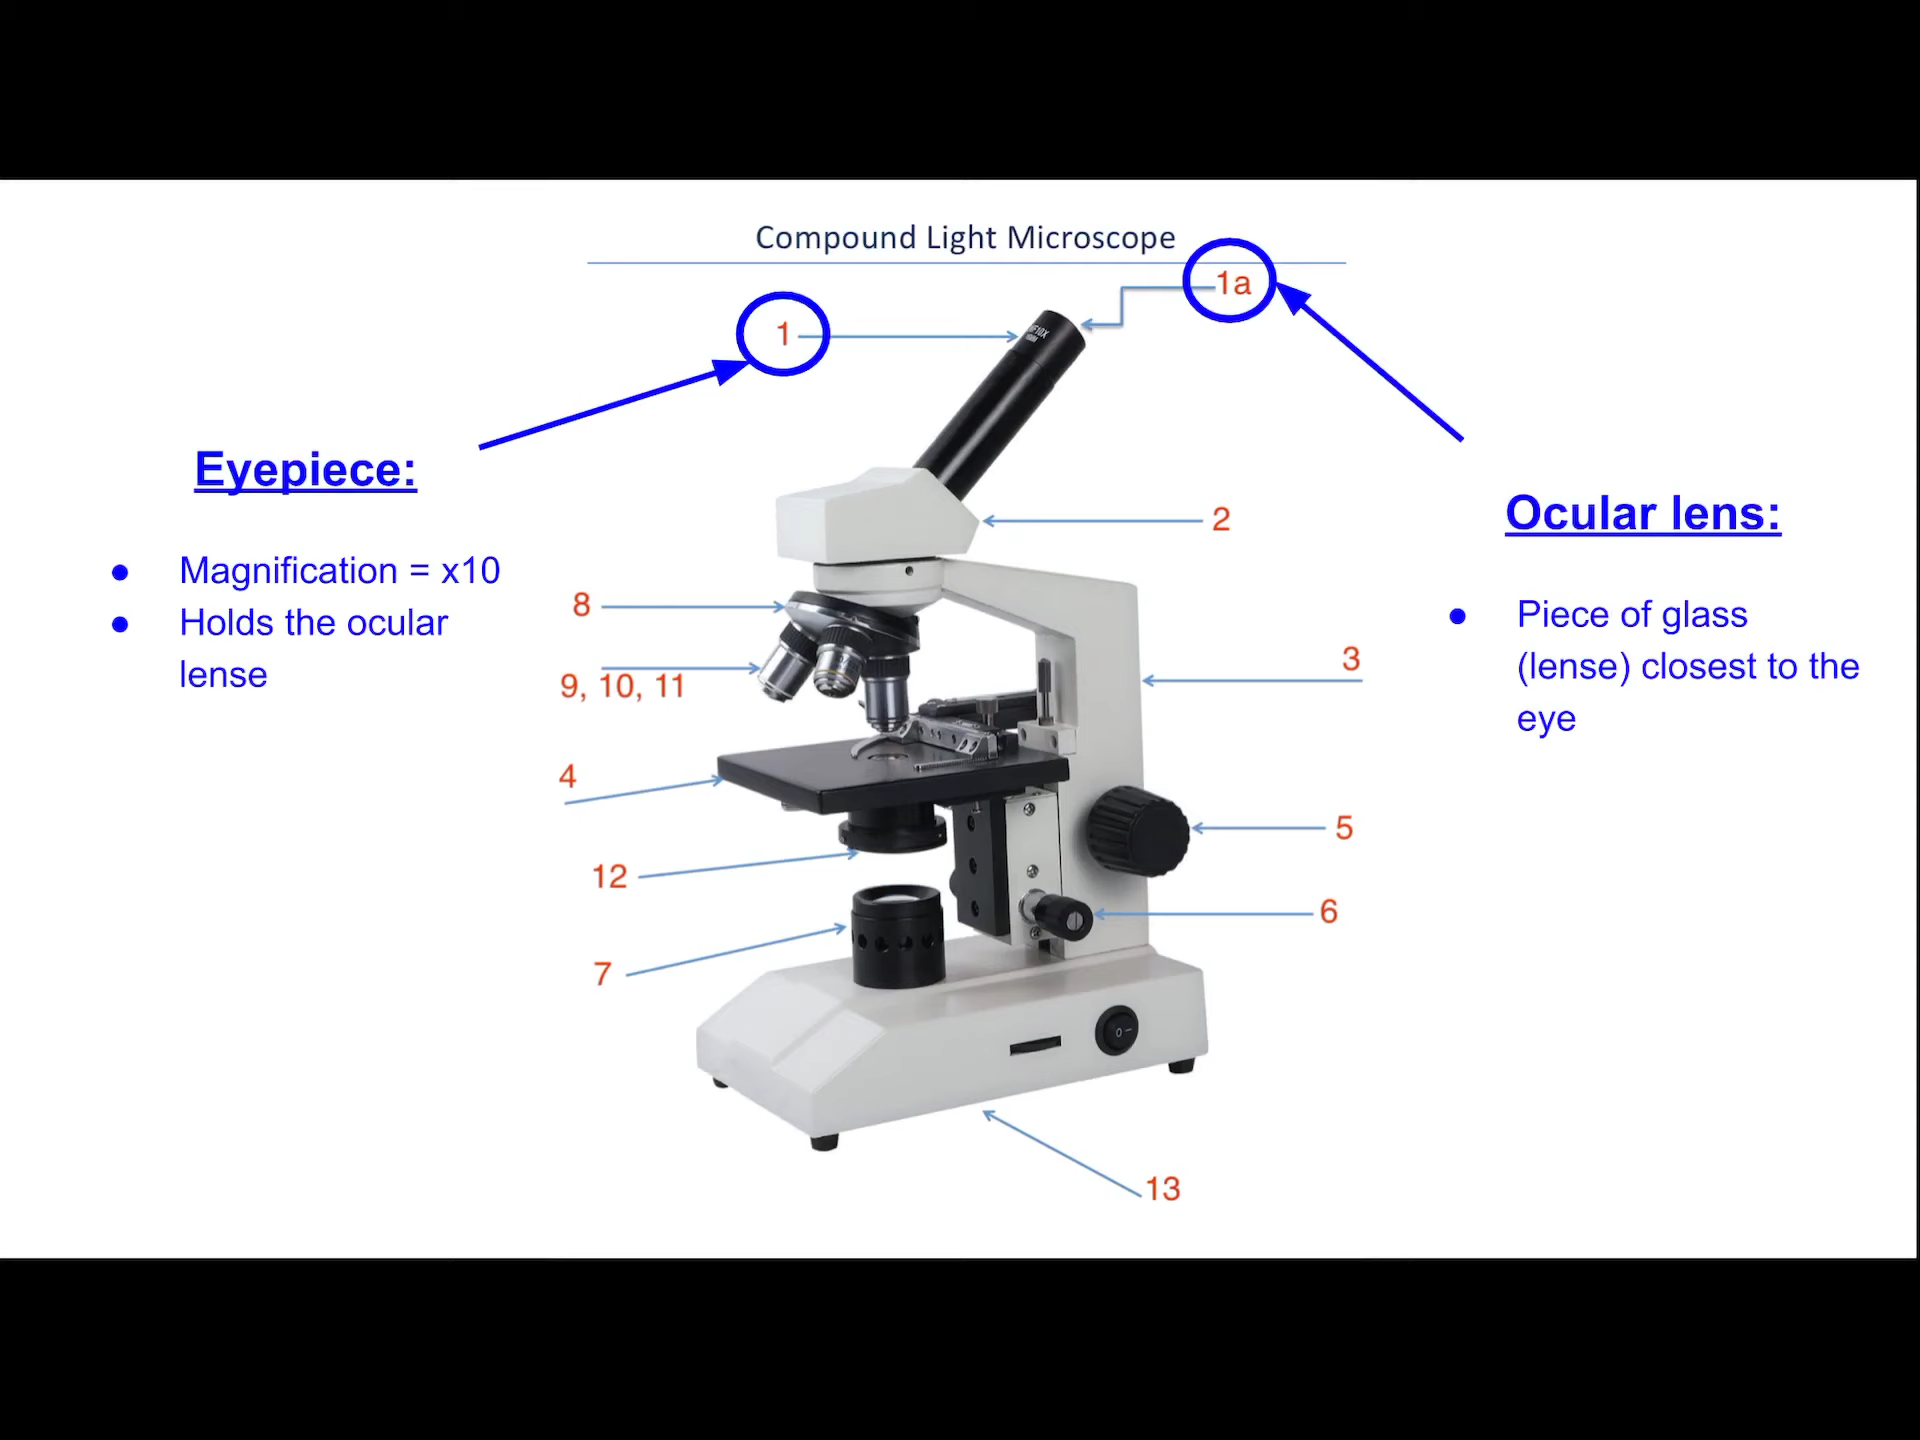 Compound Light Microscope
1a
1
Eyepiece:
● Magnification = x10
● Holds the ocular
lense
Ocular lens:
● Piece of glass
(lense) closest to the
eye
2
8
9, 10, 11
3
4
5
12
6
7
13